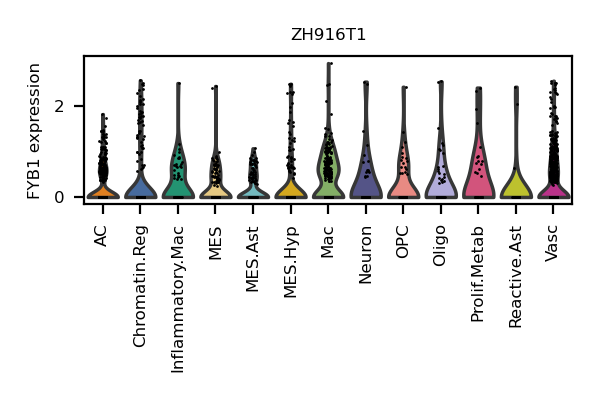 ZH916T1
FYB1 expression
2
0
AC
Chromatin.Reg
Inflammatory.Mac
MES
MES.Ast
MES.Hyp
Mac
Neuron
OPC
Oligo
Prolif.Metab
Reactive.Ast
Vasc